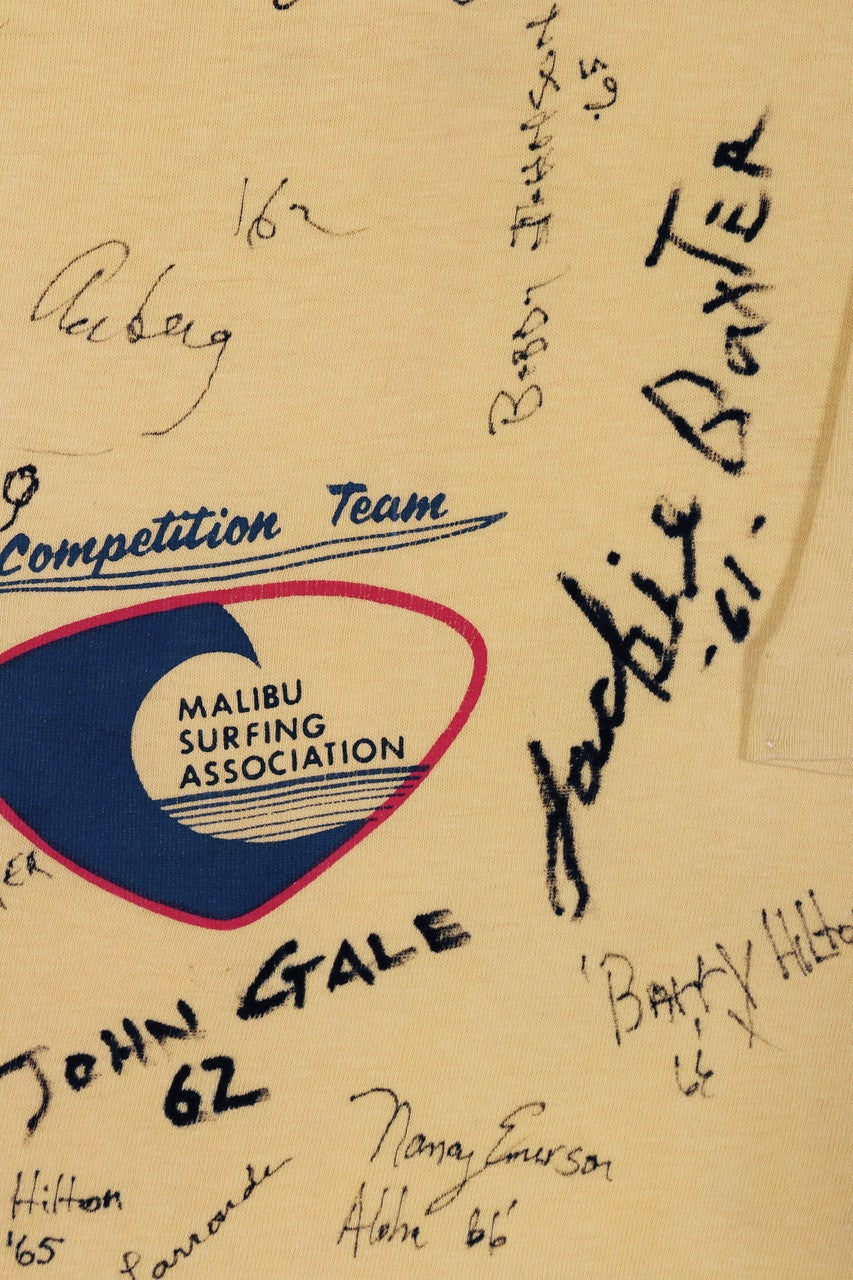 '65
'62
Jackie BaxTER
'61.
Competition Team
MALIBU
SURFING
ASSOCIATION
JOHN GALE
62
'Barry Hilton
'66
Nancy Emerson
Aloha 66'
Hilton
'65